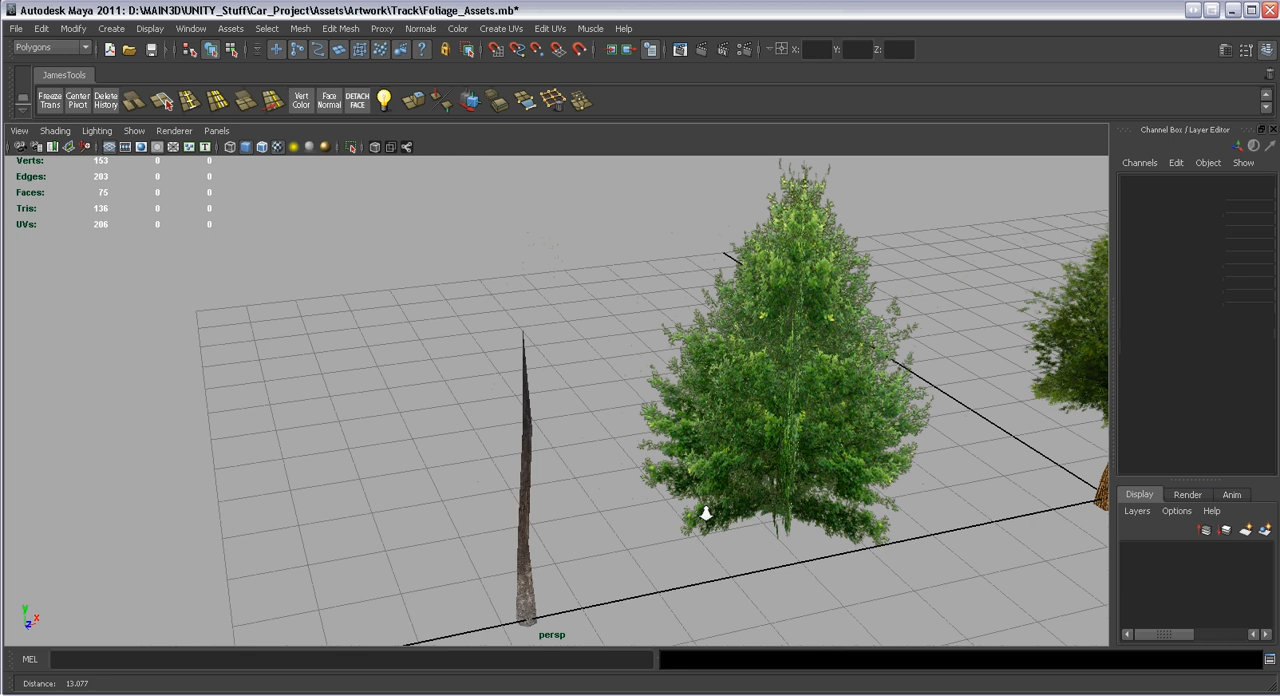 Autodesk Maya 2011: D:\MAIN3D\UNITY_Stuff\Car_Project\Assets\Artwork\Track\Foliage_Assets.mb*
File Edit Modify Create Display Window Assets Select Mesh Edit Mesh Proxy Normals Color Create UVs Edit UVs Muscle Help
Polygons X: Y: Z:
JamesTools
Freeze Trans Center Pivot Delete History Vert Color Face Normal DETACH FACE
View Shading Lighting Show Renderer Panels
Channel Box / Layer Editor
Channels Edit Object Show
Verts: 153 0 0
Edges: 203 0 0
Faces: 75 0 0
Tris: 136 0 0
UVs: 206 0 0
Display Render Anim
Layers Options Help
y
x
z
persp
MEL
Distance: 13.077